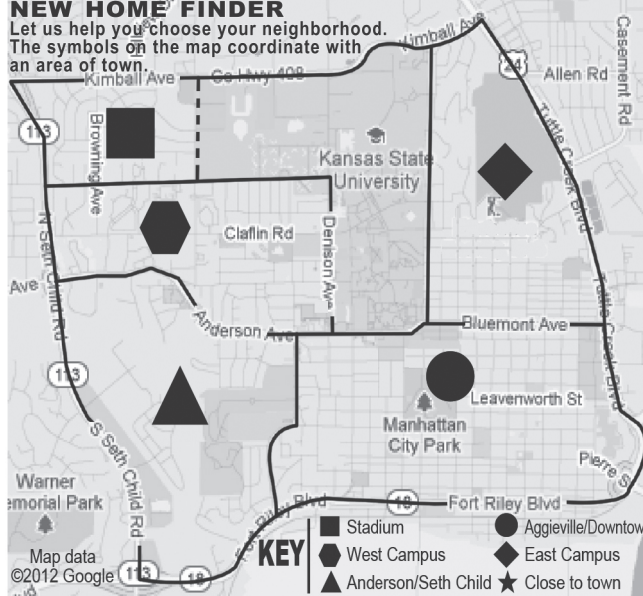 NEW HOME FINDER
Let us help you choose your neighborhood.
The symbols on the map coordinate with
an area of town.
Kimball Ave
Co Hwy 408
Kimball Ave
24
Allen Rd
Casement Rd
113
Browning Ave
Kansas State
University
Tuttle Creek Blvd
N Seth Child Rd
Claflin Rd
Denison Ave
Ave
Anderson Ave
Bluemont Ave
Tuttle Creek Blvd
113
Leavenworth St
Manhattan
City Park
S Seth Child Rd
Pierre S
Warner
emorial Park
Fort Riley Blvd
18
Fort Riley Blvd
Map data
©2012 Google
113
18
KEY
Stadium
Aggieville/Downtow
West Campus
East Campus
Anderson/Seth Child
Close to town